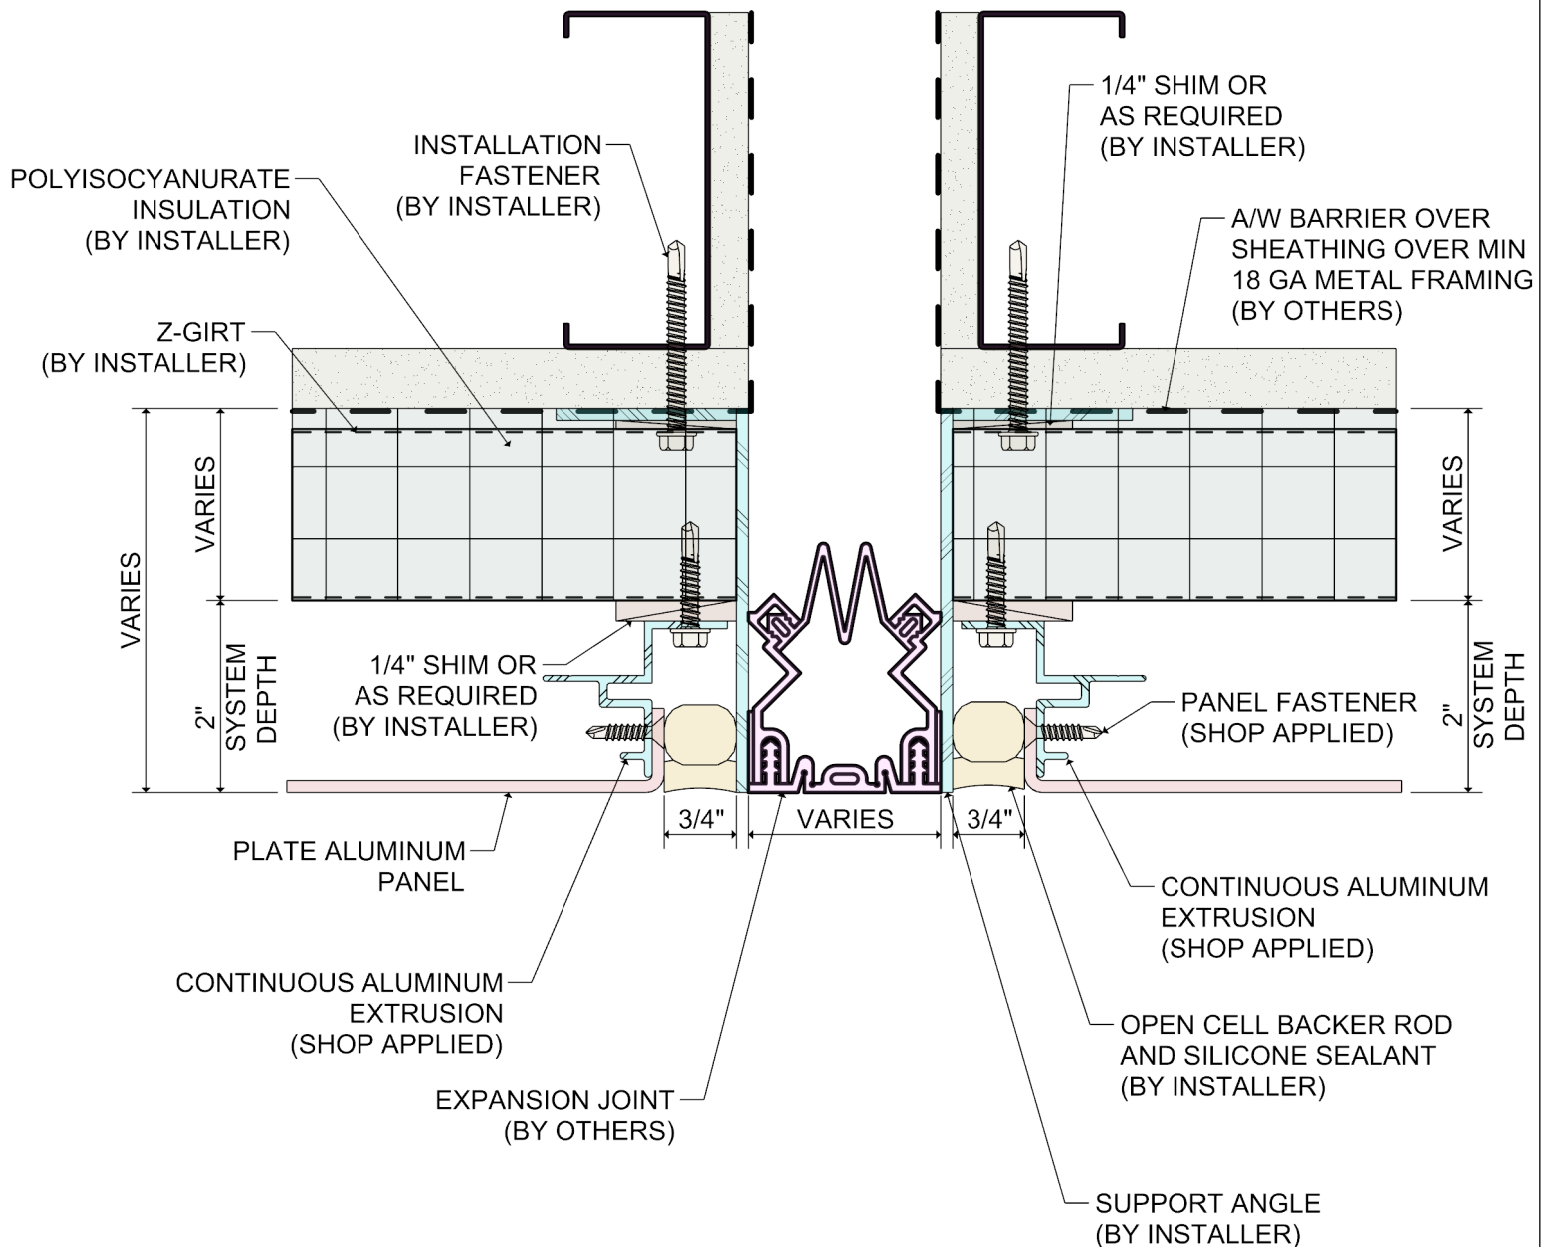 1/4" SHIM OR
AS REQUIRED
(BY INSTALLER)
INSTALLATION
FASTENER
(BY INSTALLER)
POLYISOCYANURATE
INSULATION
(BY INSTALLER)
A/W BARRIER OVER
SHEATHING OVER MIN
18 GA METAL FRAMING
(BY OTHERS)
Z-GIRT
(BY INSTALLER)
VARIES
VARIES
VARIES
2"
SYSTEM
DEPTH
2"
SYSTEM
DEPTH
1/4" SHIM OR
AS REQUIRED
(BY INSTALLER)
PANEL FASTENER
(SHOP APPLIED)
3/4"
VARIES
3/4"
PLATE ALUMINUM
PANEL
CONTINUOUS ALUMINUM
EXTRUSION
(SHOP APPLIED)
CONTINUOUS ALUMINUM
EXTRUSION
(SHOP APPLIED)
OPEN CELL BACKER ROD
AND SILICONE SEALANT
(BY INSTALLER)
EXPANSION JOINT
(BY OTHERS)
SUPPORT ANGLE
(BY INSTALLER)